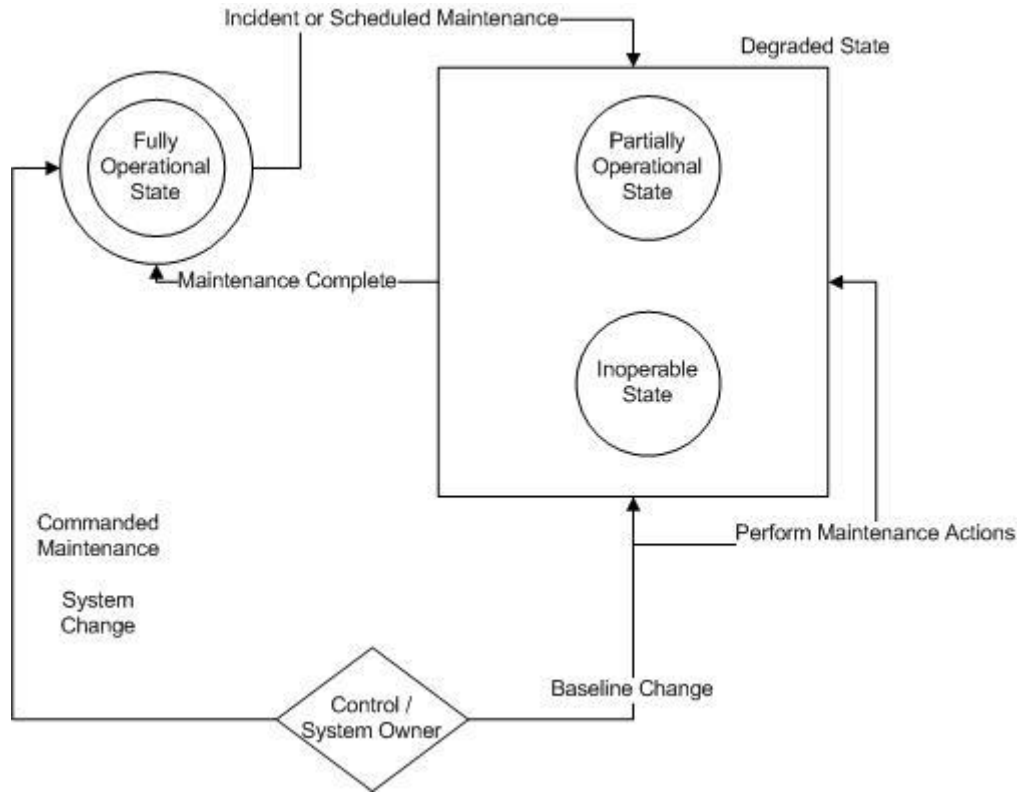 Incident or Scheduled Maintenance
Degraded State
Fully
Operational
State
Partially
Operational
State
Maintenance Complete
Inoperable
State
Commanded
Maintenance
Perform Maintenance Actions
System
Change
Baseline Change
Control /
System Owner